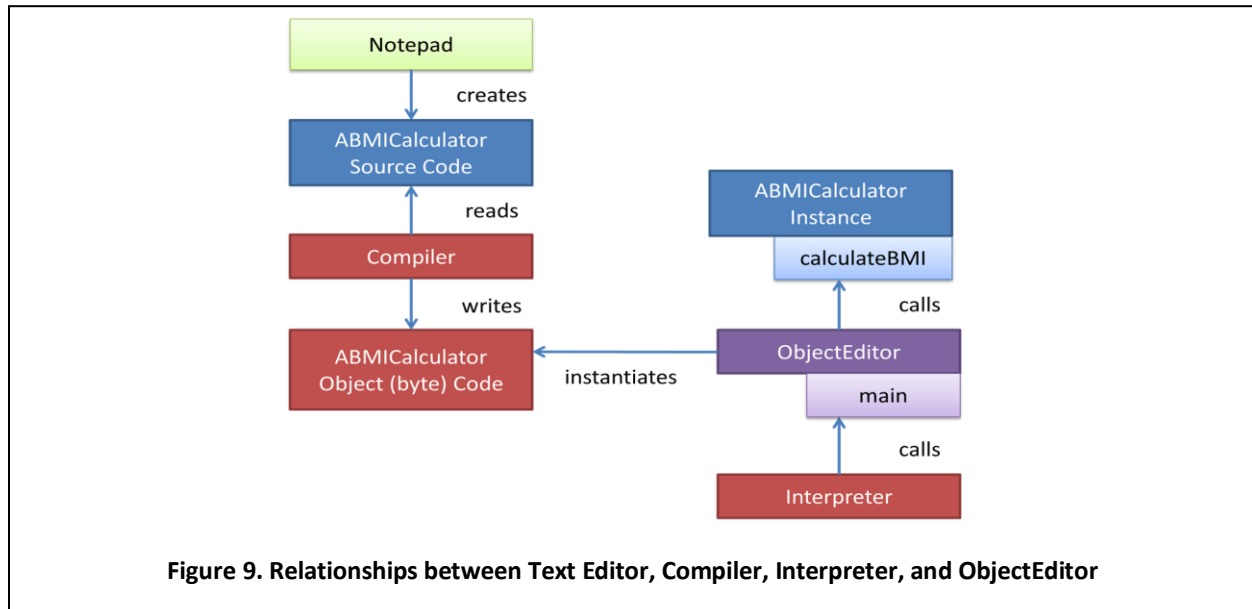 Notepad
creates
ABMICalculator
Source Code
reads
Compiler
writes
ABMICalculator
Object (byte) Code
instantiates
ABMICalculator
Instance
calculateBMI
calls
ObjectEditor
main
calls
Interpreter
Figure 9. Relationships between Text Editor, Compiler, Interpreter, and ObjectEditor